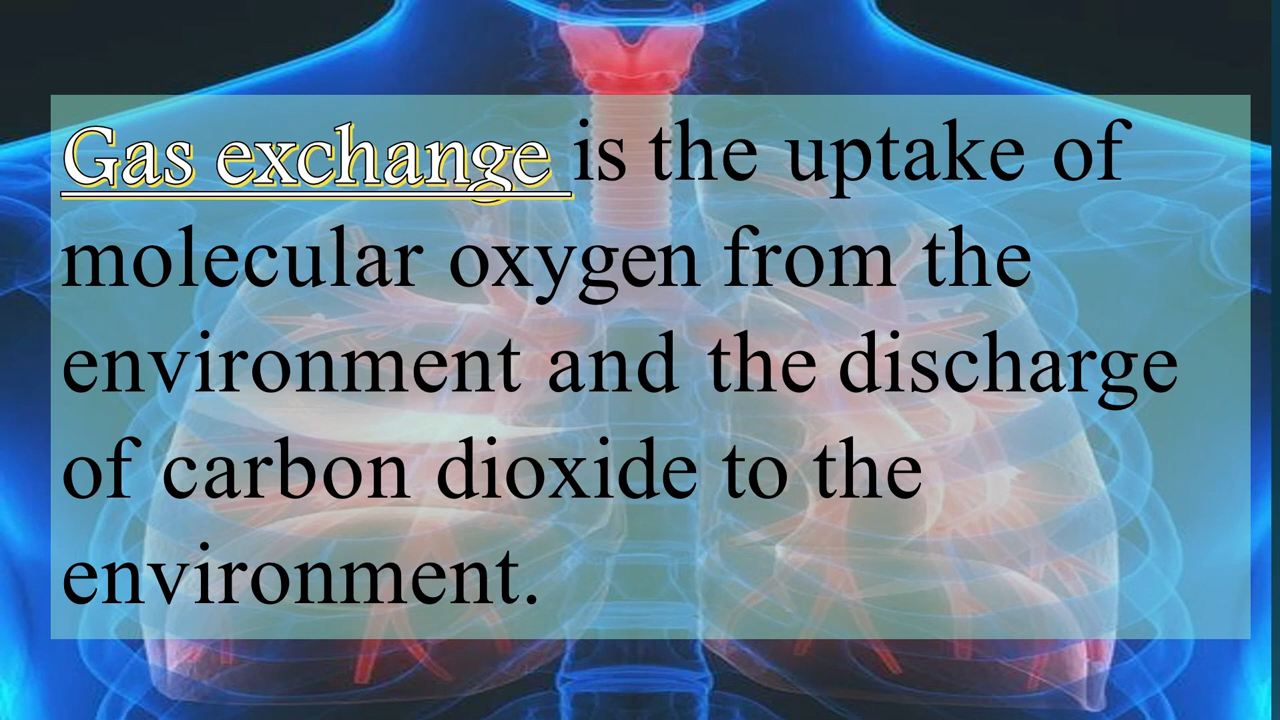 Gas exchange is the uptake of
molecular oxygen from the
environment and the discharge
of carbon dioxide to the
environment.